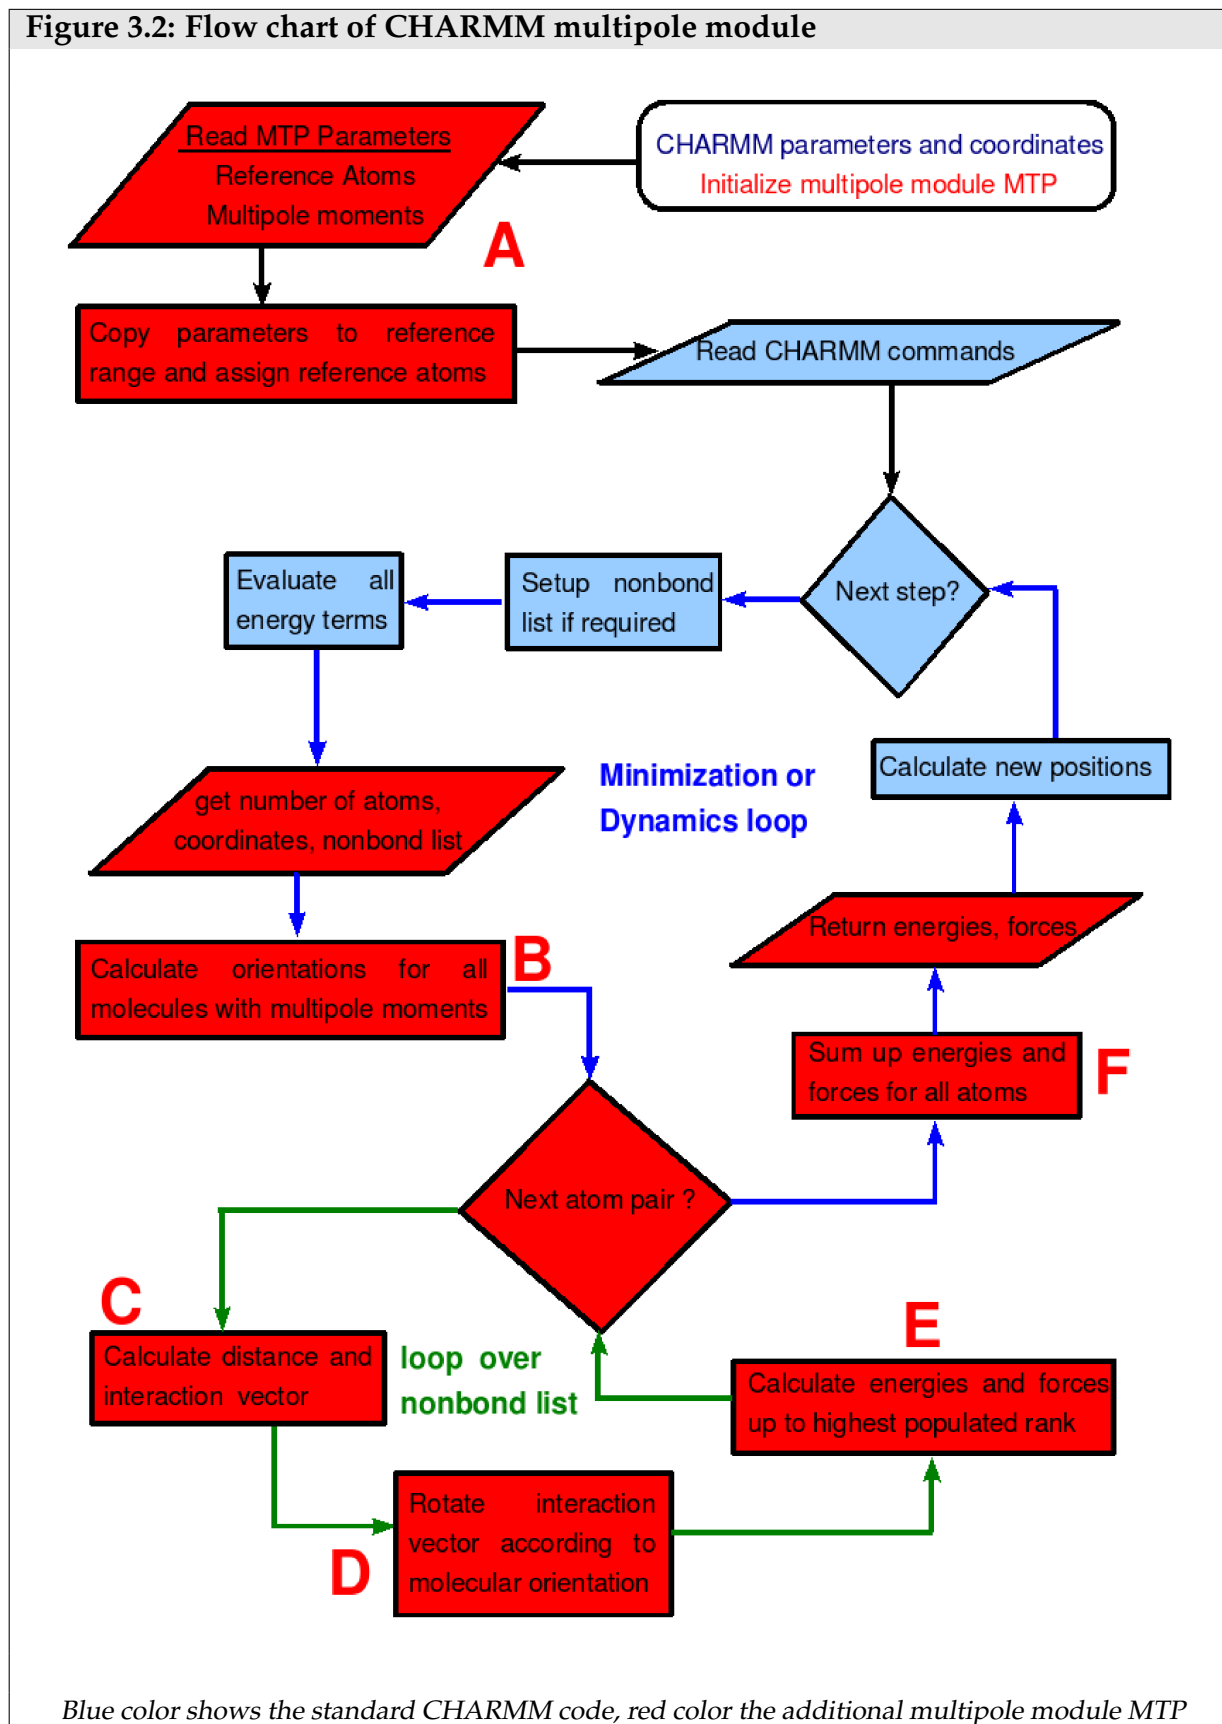 Figure 3.2: Flow chart of CHARMM multipole module
Read MTP Parameters
Reference Atoms
Multipole moments
CHARMM parameters and coordinates
Initialize multipole module MTP
A
Copy parameters to reference
range and assign reference atoms
Read CHARMM commands
Next step?
Setup nonbond
list if required
Evaluate all
energy terms
get number of atoms,
coordinates, nonbond list
Minimization or
Dynamics loop
Calculate new positions
Return energies, forces
Calculate orientations for all
molecules with multipole moments
B
Sum up energies and
forces for all atoms
F
Next atom pair ?
C
Calculate distance and
interaction vector
loop over
nonbond list
E
Calculate energies and forces
up to highest populated rank
D
Rotate interaction
vector according to
molecular orientation
Blue color shows the standard CHARMM code, red color the additional multipole module MTP